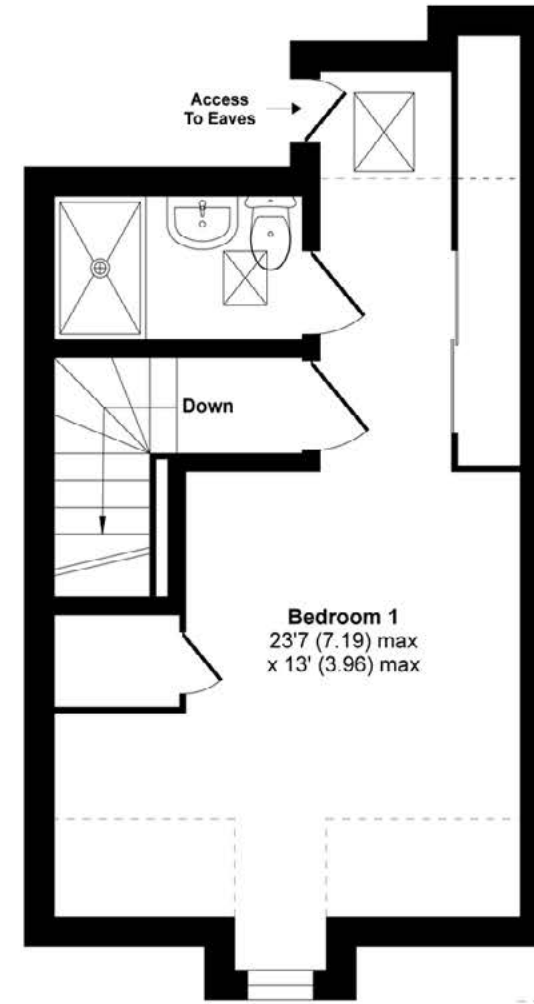 Access
To Eaves
Down
Bedroom 1
23'7 (7.19) max
x 13' (3.96) max